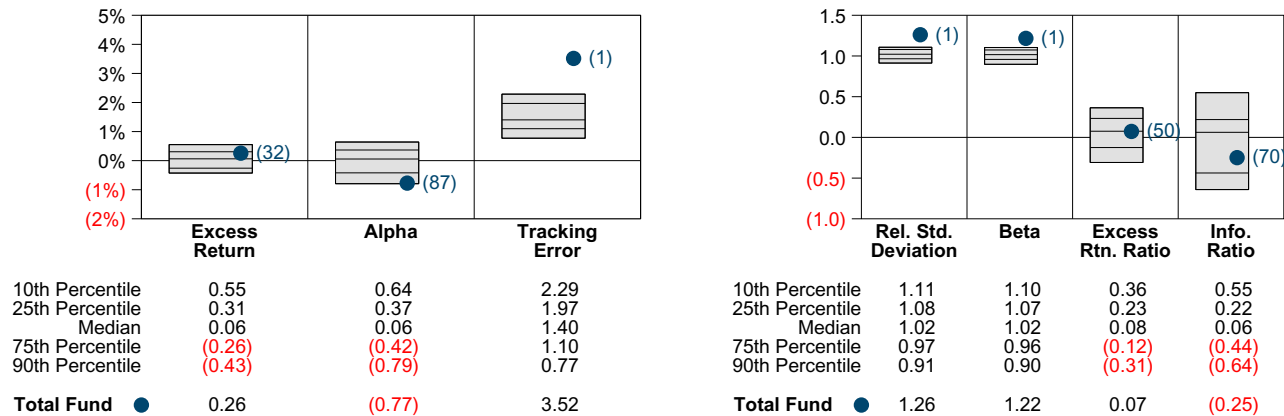 5%
4%
3%
2%
1%
0%
(1%)
(2%)
(32)
(87)
(1)
Excess
Return
Alpha
Tracking
Error
10th Percentile 0.55 0.64 2.29
25th Percentile 0.31 0.37 1.97
Median 0.06 0.06 1.40
75th Percentile (0.26) (0.42) 1.10
90th Percentile (0.43) (0.79) 0.77
Total Fund 0.26 (0.77) 3.52
1.5
1.0
0.5
0.0
(0.5)
(1.0)
(1)
(1)
(50)
(70)
Rel. Std.
Deviation
Beta
Excess
Rtn. Ratio
Info.
Ratio
10th Percentile 1.11 1.10 0.36 0.55
25th Percentile 1.08 1.07 0.23 0.22
Median 1.02 1.02 0.08 0.06
75th Percentile 0.97 0.96 (0.12) (0.44)
90th Percentile 0.91 0.90 (0.31) (0.64)
Total Fund 1.26 1.22 0.07 (0.25)